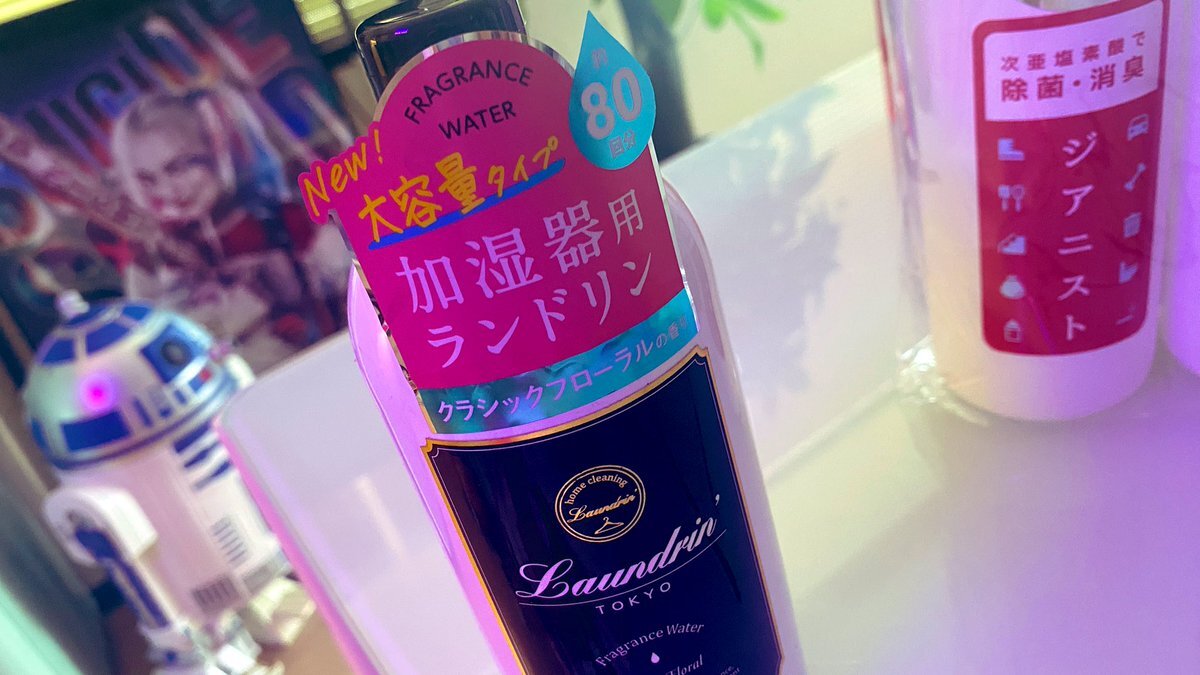 FRAGRANCE
WATER
約
80
回分
New!
大容量タイプ
加湿器用
ランドリン
クラシックフローラルの香り
home cleaning
Laundrin'
Laundrin'
TOKYO
Fragrance Water
Floral
次亜塩素酸で
除菌・消臭
ジアニスト